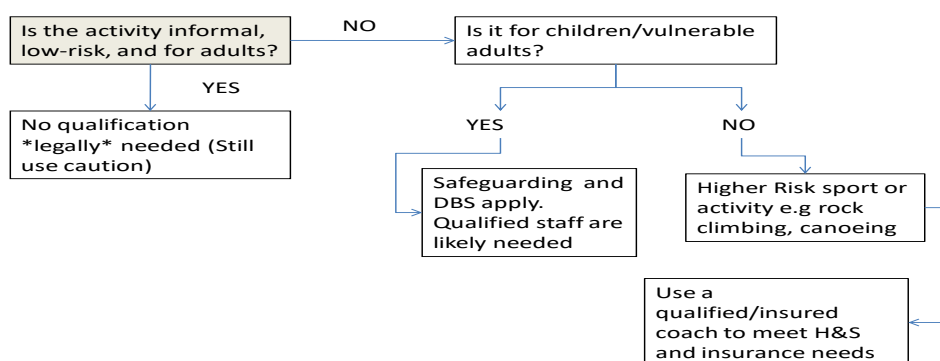 Is the activity informal,
low-risk, and for adults?
NO
Is it for children/vulnerable
adults?
YES
No qualification
*legally* needed (Still
use caution)
YES
NO
Safeguarding and
DBS apply.
Qualified staff are
likely needed
Higher Risk sport or
activity e.g rock
climbing, canoeing
Use a
qualified/insured
coach to meet H&S
and insurance needs